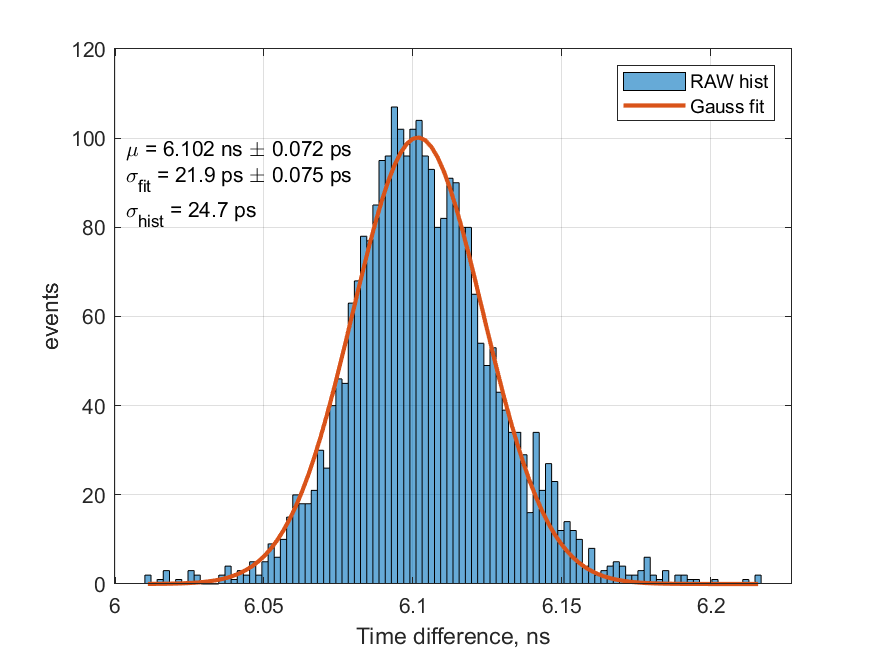 120
100
80
60
40
20
0
events
RAW hist
Gauss fit
μ = 6.102 ns ± 0.072 ps
σfit = 21.9 ps ± 0.075 ps
σhist = 24.7 ps
6 6.05 6.1 6.15 6.2
Time difference, ns